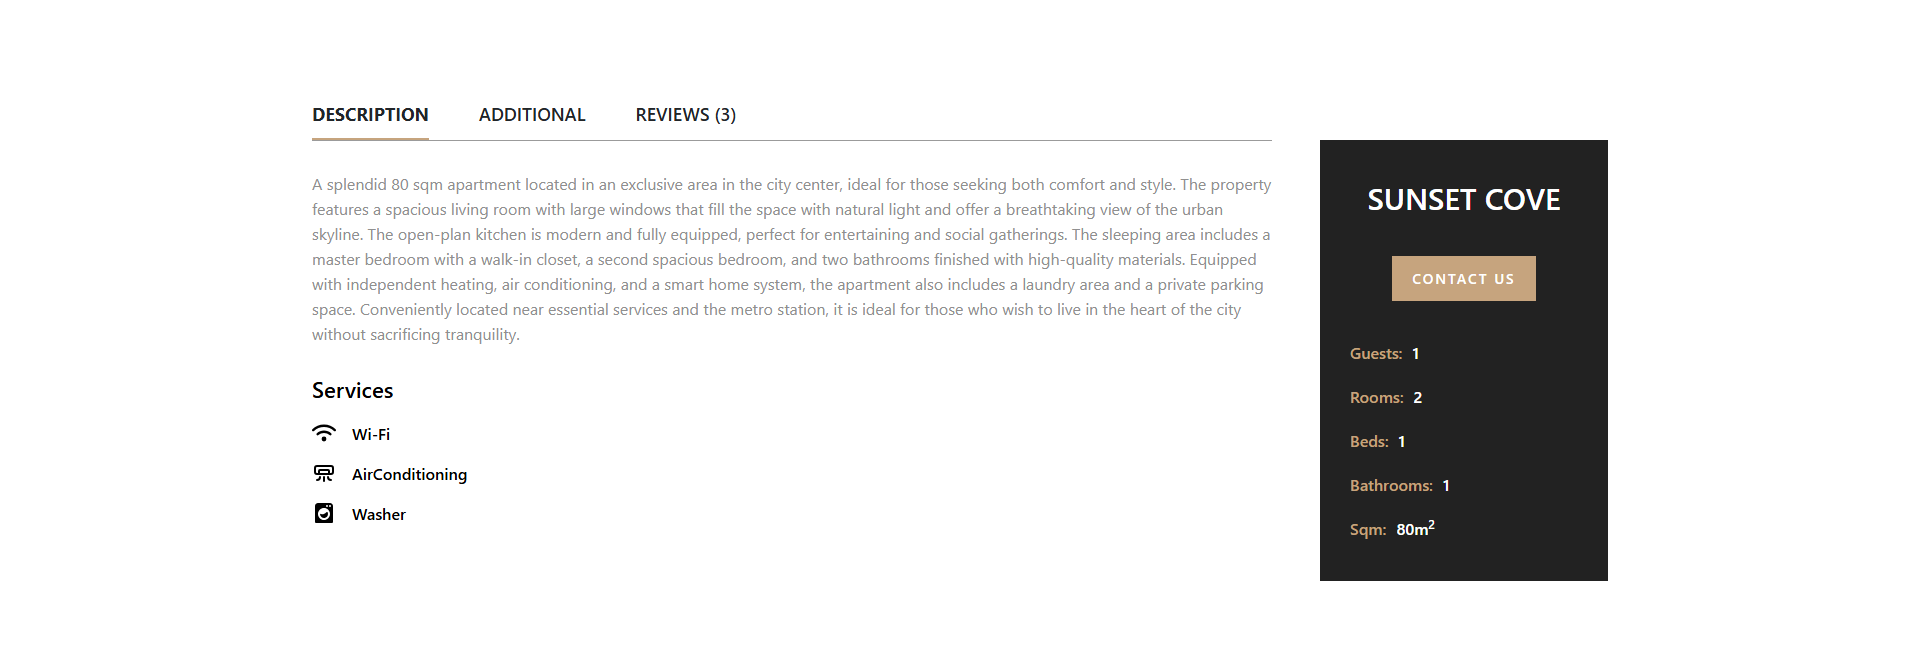 DESCRIPTION ADDITIONAL REVIEWS (3)
A splendid 80 sqm apartment located in an exclusive area in the city center, ideal for those seeking both comfort and style. The property
features a spacious living room with large windows that fill the space with natural light and offer a breathtaking view of the urban
skyline. The open-plan kitchen is modern and fully equipped, perfect for entertaining and social gatherings. The sleeping area includes a
master bedroom with a walk-in closet, a second spacious bedroom, and two bathrooms finished with high-quality materials. Equipped
with independent heating, air conditioning, and a smart home system, the apartment also includes a laundry area and a private parking
space. Conveniently located near essential services and the metro station, it is ideal for those who wish to live in the heart of the city
without sacrificing tranquility.
Services
Wi-Fi
AirConditioning
Washer
SUNSET COVE
CONTACT US
Guests: 1
Rooms: 2
Beds: 1
Bathrooms: 1
Sqm: 80m²